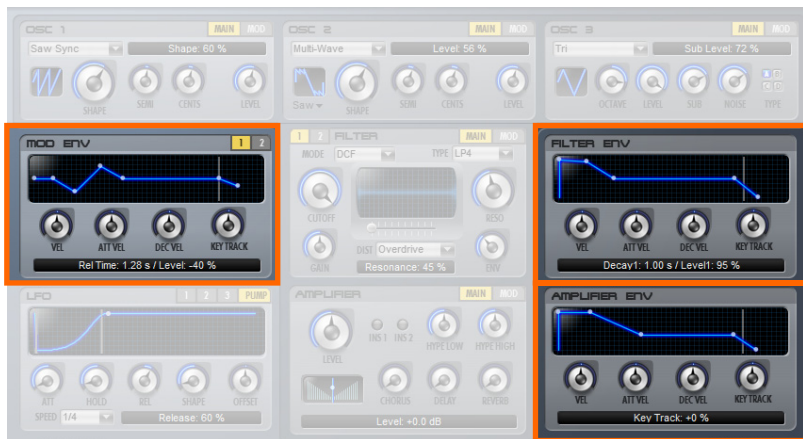 OSC 1 MAIN MOD
Saw Sync Shape: 60 %
SHAPE SEMI CENTS LEVEL
OSC 2 MAIN MOD
Multi-Wave Level: 56 %
Saw SHAPE SEMI CENTS LEVEL
OSC 3 MAIN MOD
Tri Sub Level: 72 %
OCTAVE LEVEL SUB NOISE TYPE
MOD ENV 1 2
VEL ATT VEL DEC VEL KEY TRACK
Rel Time: 1.28 s / Level: -40 %
1 2 FILTER MAIN MOD
MODE DCF TYPE LP4
CUTOFF RESO
DIST Overdrive
GAIN Resonance: 45 % ENV
FILTER ENV
VEL ATT VEL DEC VEL KEY TRACK
Decay1: 1.00 s / Level1: 95 %
LFO 1 2 3 PUMP
ATT HOLD REL SHAPE OFFSET
SPEED 1/4 Release: 60 %
AMPLIFIER MAIN MOD
LEVEL INS 1 INS 2 HYPE LOW HYPE HIGH
CHORUS DELAY REVERB
Level: +0.0 dB
AMPLIFIER ENV
VEL ATT VEL DEC VEL KEY TRACK
Key Track: +0 %